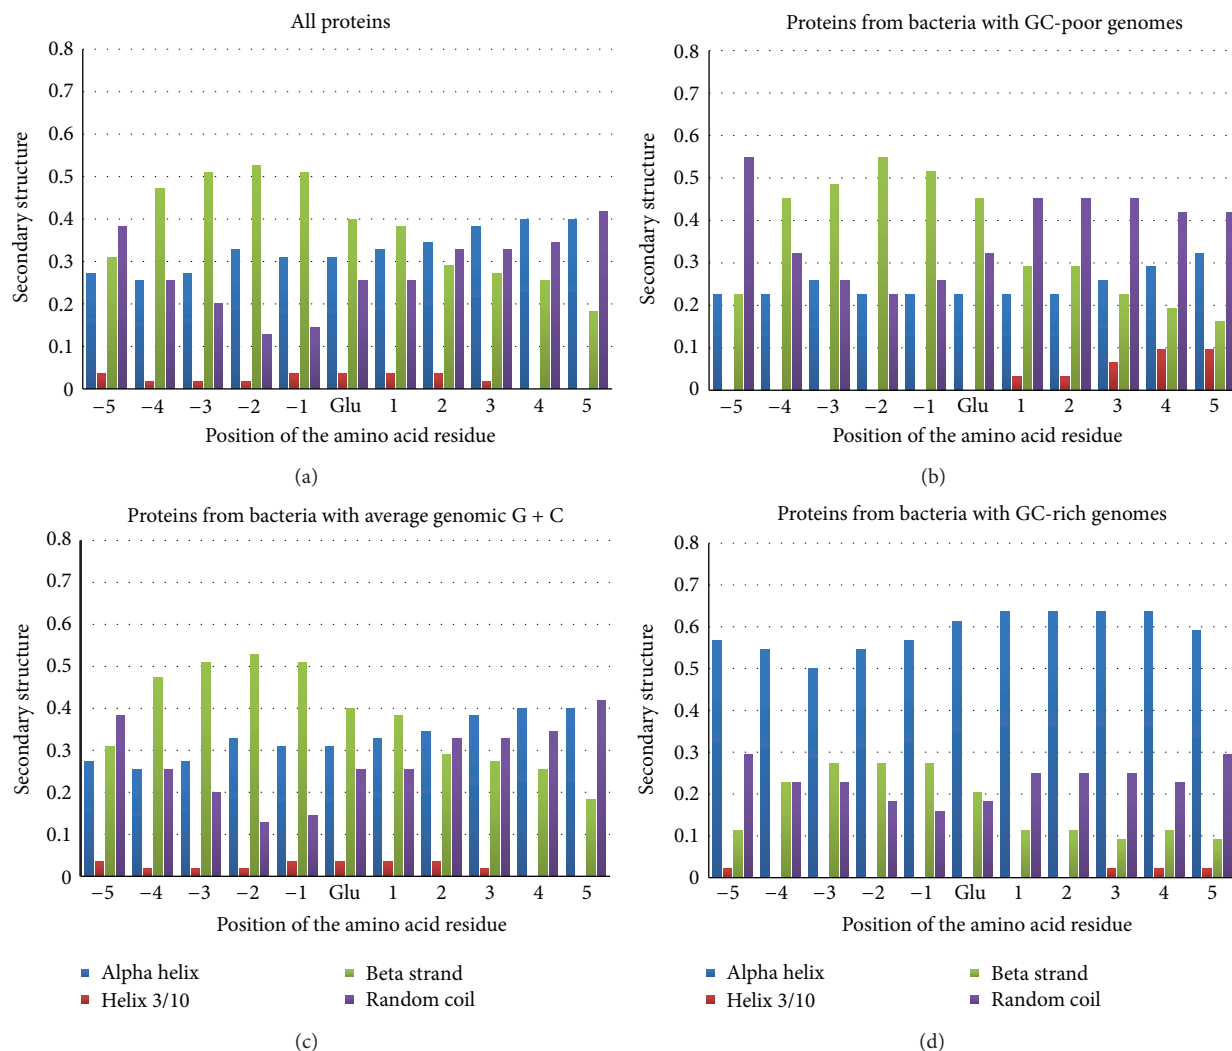 All proteins
0.8
0.7
0.6
0.5
0.4
0.3
0.2
0.1
0
Secondary structure
−5 −4 −3 −2 −1 Glu 1 2 3 4 5
Position of the amino acid residue
(a)
Proteins from bacteria with GC-poor genomes
0.8
0.7
0.6
0.5
0.4
0.3
0.2
0.1
0
Secondary structure
−5 −4 −3 −2 −1 Glu 1 2 3 4 5
Position of the amino acid residue
(b)
Proteins from bacteria with average genomic G + C
0.8
0.7
0.6
0.5
0.4
0.3
0.2
0.1
0
Secondary structure
−5 −4 −3 −2 −1 Glu 1 2 3 4 5
Position of the amino acid residue
Alpha helix
Helix 3/10
Beta strand
Random coil
(c)
Proteins from bacteria with GC-rich genomes
0.8
0.7
0.6
0.5
0.4
0.3
0.2
0.1
0
Secondary structure
−5 −4 −3 −2 −1 Glu 1 2 3 4 5
Position of the amino acid residue
Alpha helix
Helix 3/10
Beta strand
Random coil
(d)